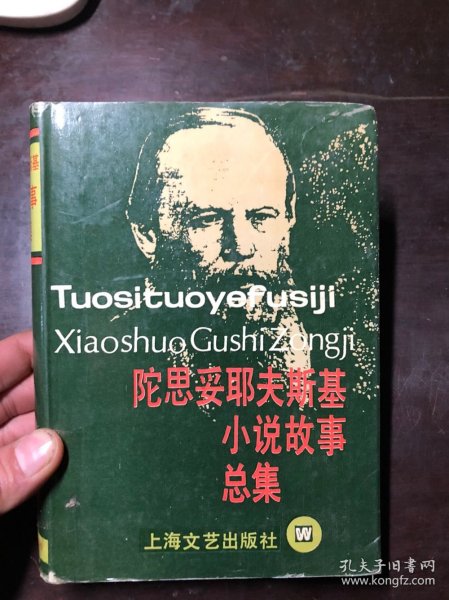 Tuosituoyefusiji
Xiaoshuo Gushi Zongji
陀思妥耶夫斯基
小说故事
总集
上海文艺出版社
W
孔夫子旧书网
www.kongfz.com